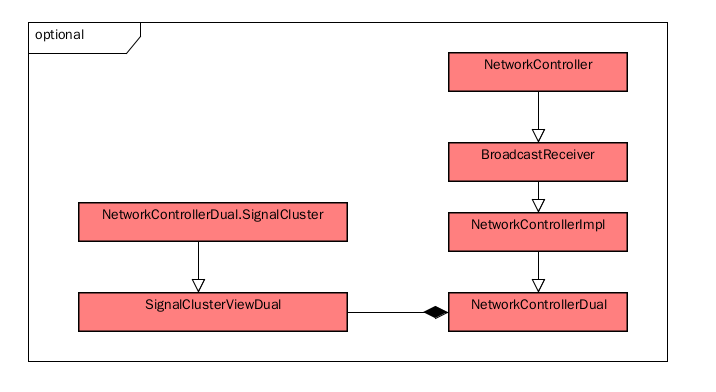 optional
NetworkController
BroadcastReceiver
NetworkControllerDual.SignalCluster
NetworkControllerImpl
SignalClusterViewDual
NetworkControllerDual